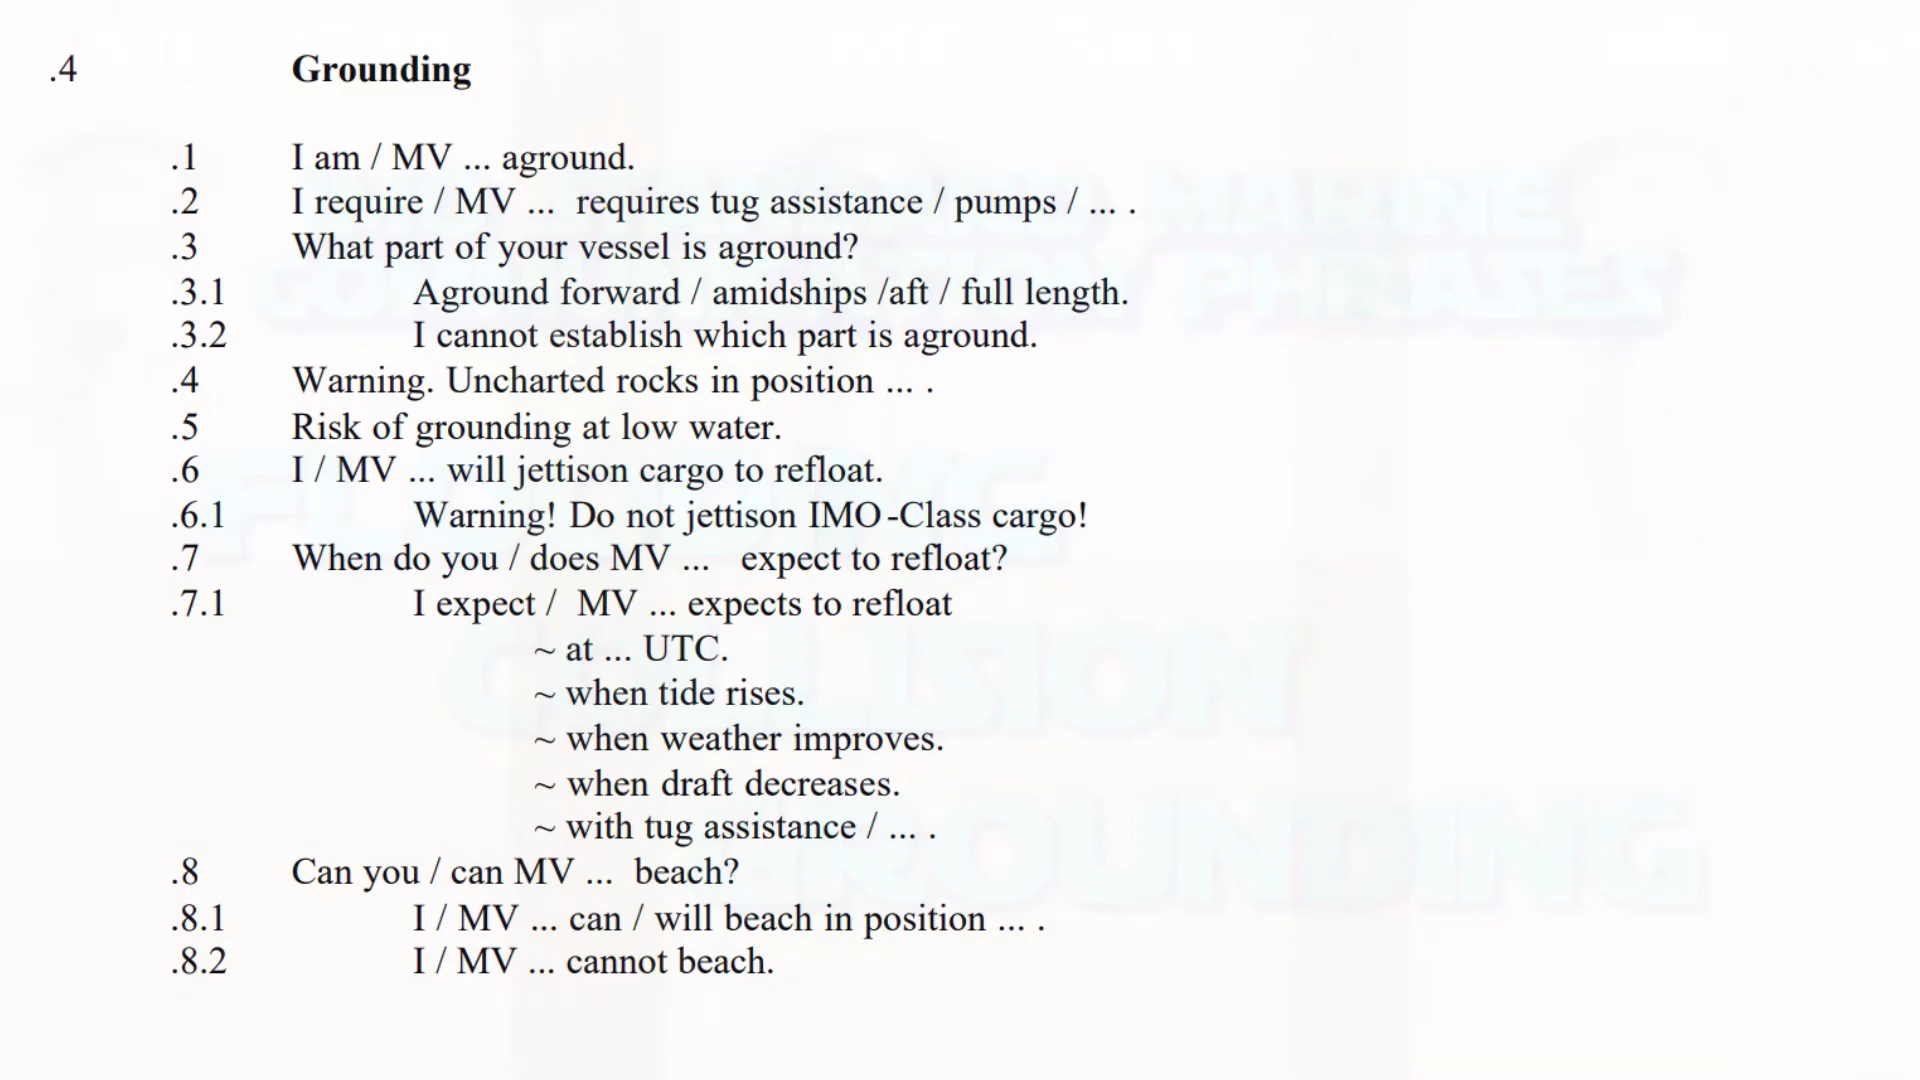 .4 Grounding
.1 I am / MV ... aground.
.2 I require / MV ... requires tug assistance / pumps / ... .
.3 What part of your vessel is aground?
.3.1 Aground forward / amidships /aft / full length.
.3.2 I cannot establish which part is aground.
.4 Warning. Uncharted rocks in position ... .
.5 Risk of grounding at low water.
.6 I / MV ... will jettison cargo to refloat.
.6.1 Warning! Do not jettison IMO-Class cargo!
.7 When do you / does MV ... expect to refloat?
.7.1 I expect / MV ... expects to refloat
~ at ... UTC.
~ when tide rises.
~ when weather improves.
~ when draft decreases.
~ with tug assistance / ... .
.8 Can you / can MV ... beach?
.8.1 I / MV ... can / will beach in position ... .
.8.2 I / MV ... cannot beach.
MARINE
COMMUNICATION PHRASES
FLOODING
COLLISION
GROUNDING